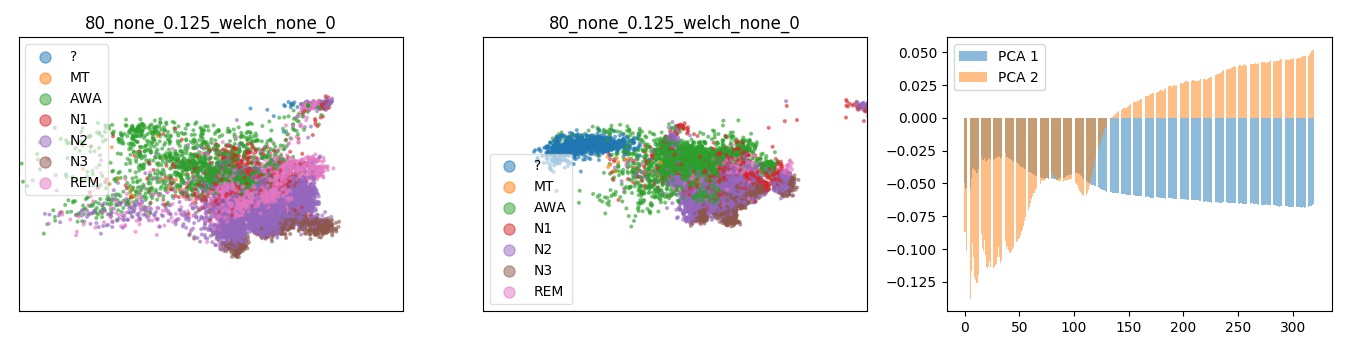 80_none_0.125_welch_none_0
?
MT
AWA
N1
N2
N3
REM
80_none_0.125_welch_none_0
?
MT
AWA
N1
N2
N3
REM
PCA 1
PCA 2
0.050
0.025
0.000
-0.025
-0.050
-0.075
-0.100
-0.125
0 50 100 150 200 250 300